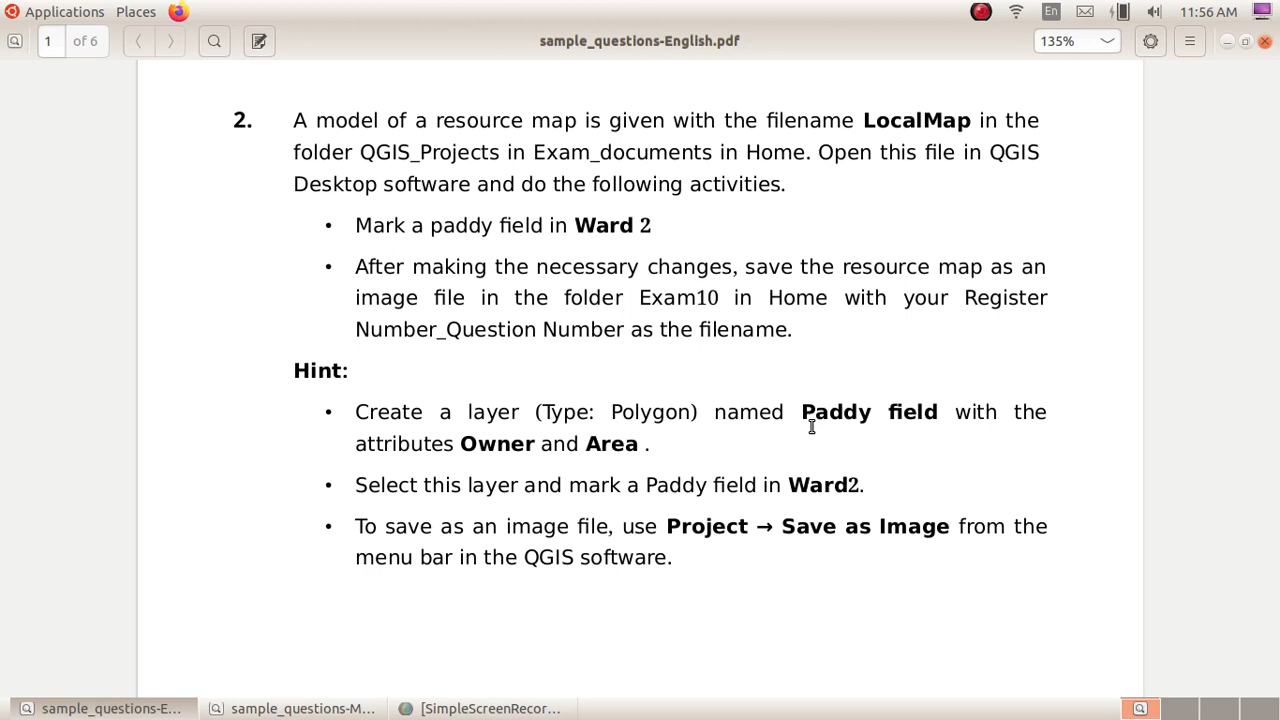 Applications Places En 11:56 AM
1 of 6 sample_questions-English.pdf 135%
2. A model of a resource map is given with the filename LocalMap in the
folder QGIS_Projects in Exam_documents in Home. Open this file in QGIS
Desktop software and do the following activities.
• Mark a paddy field in Ward 2
• After making the necessary changes, save the resource map as an
image file in the folder Exam10 in Home with your Register
Number_Question Number as the filename.
Hint:
• Create a layer (Type: Polygon) named Paddy field with the
attributes Owner and Area .
• Select this layer and mark a Paddy field in Ward2.
• To save as an image file, use Project → Save as Image from the
menu bar in the QGIS software.
sample_questions-E... sample_questions-M... [SimpleScreenRecor...